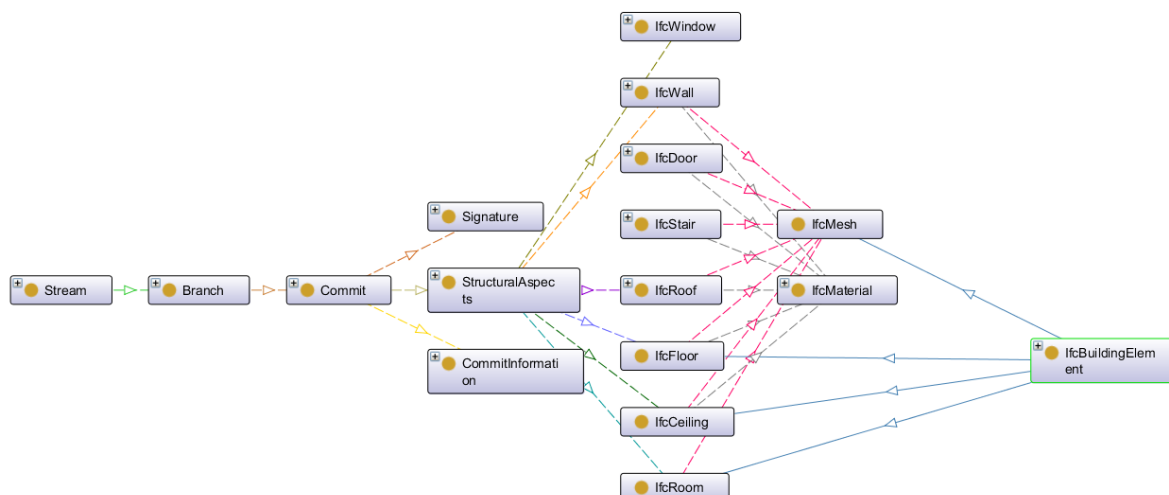 IfcWindow
IfcWall
IfcDoor
Signature
IfcStair
IfcMesh
StructuralAspec
ts
Stream
Branch
Commit
IfcRoof
IfcMaterial
CommitInformati
on
IfcFloor
IfcBuildingElem
ent
IfcCeiling
IfcRoom